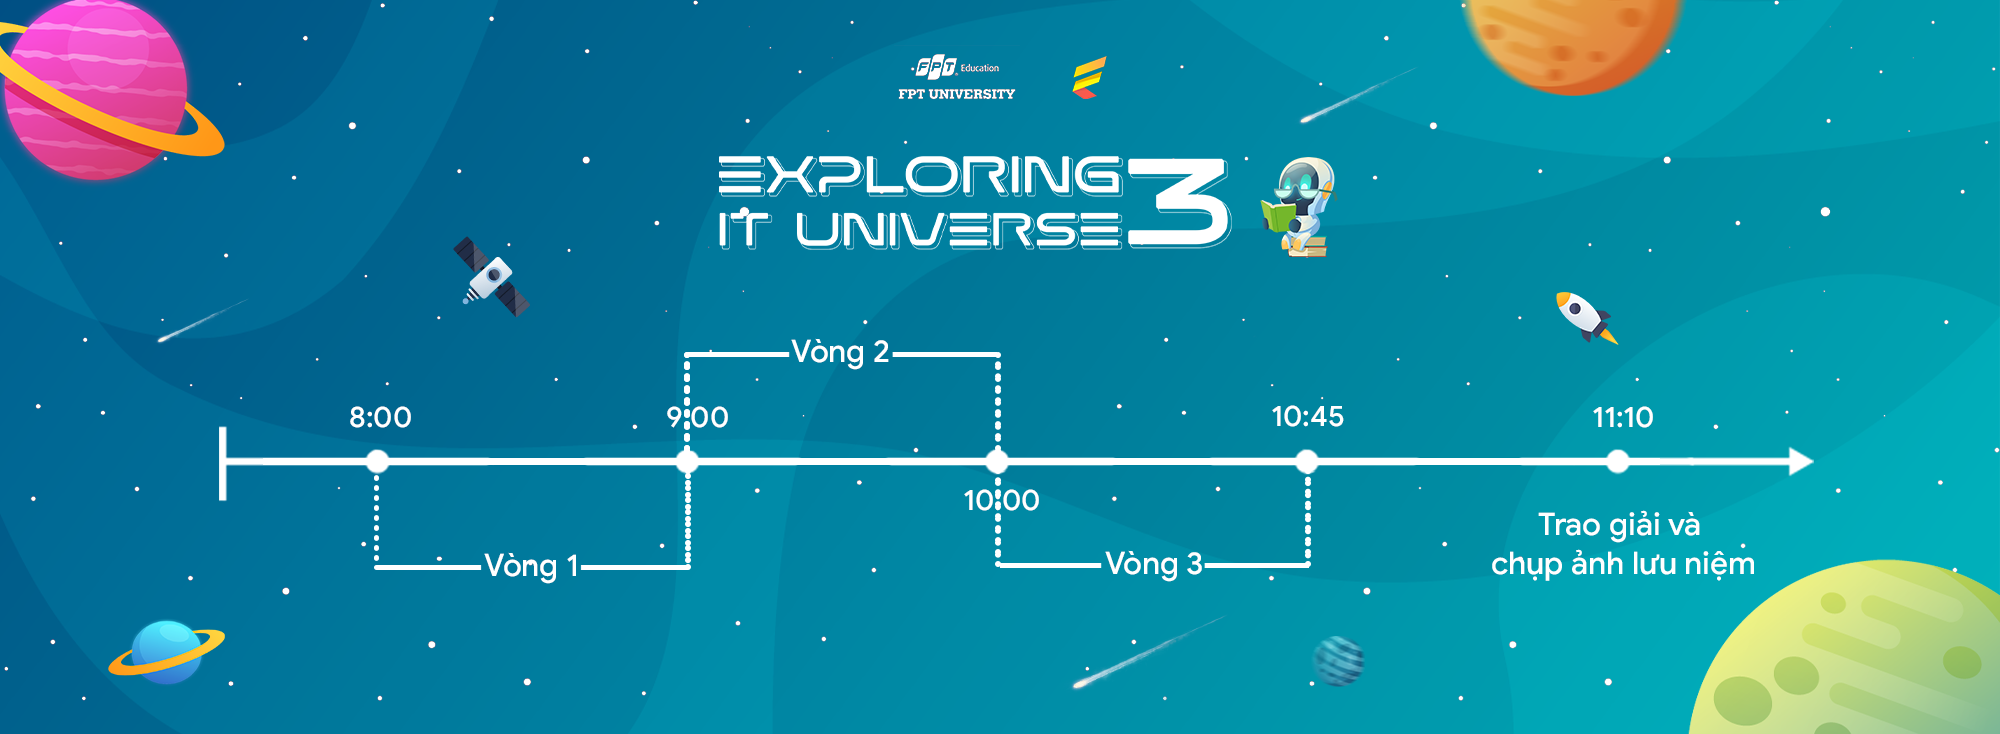 FPT Education
FPT UNIVERSITY
EXPLORING
IT UNIVERSE 3
Vòng 2
8:00
9:00
10:45
11:10
10:00
Trao giải và
chụp ảnh lưu niệm
Vòng 1
Vòng 3